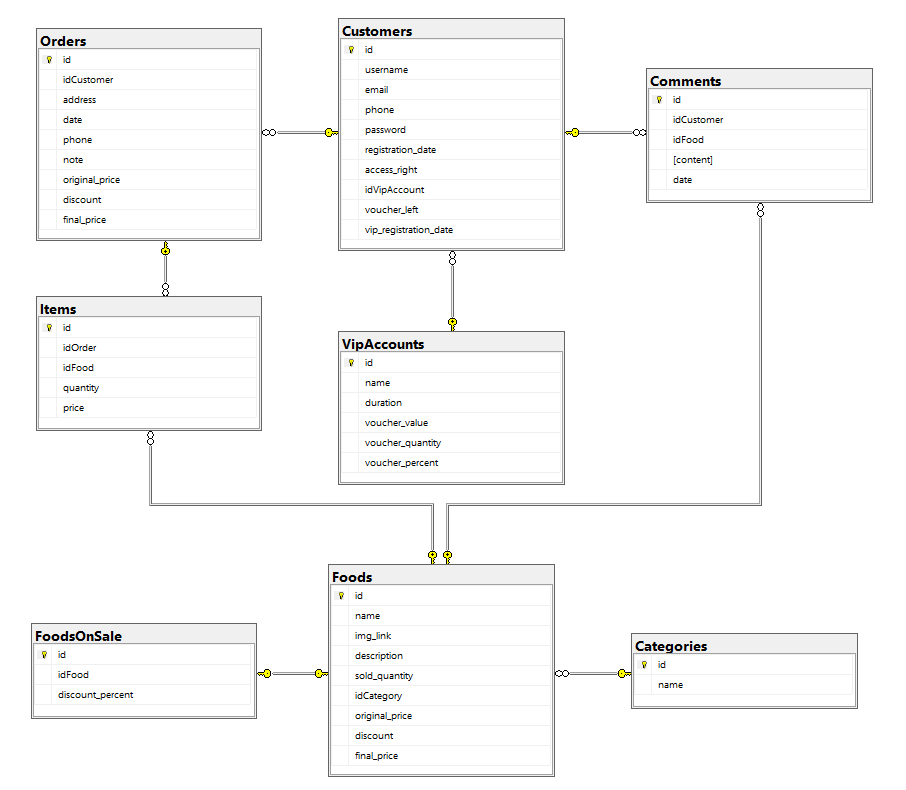 Orders
id
idCustomer
address
date
phone
note
original_price
discount
final_price
Customers
id
username
email
phone
password
registration_date
access_right
idVipAccount
voucher_left
vip_registration_date
Comments
id
idCustomer
idFood
[content]
date
Items
id
idOrder
idFood
quantity
price
VipAccounts
id
name
duration
voucher_value
voucher_quantity
voucher_percent
Foods
id
name
img_link
description
sold_quantity
idCategory
original_price
discount
final_price
FoodsOnSale
id
idFood
discount_percent
Categories
id
name